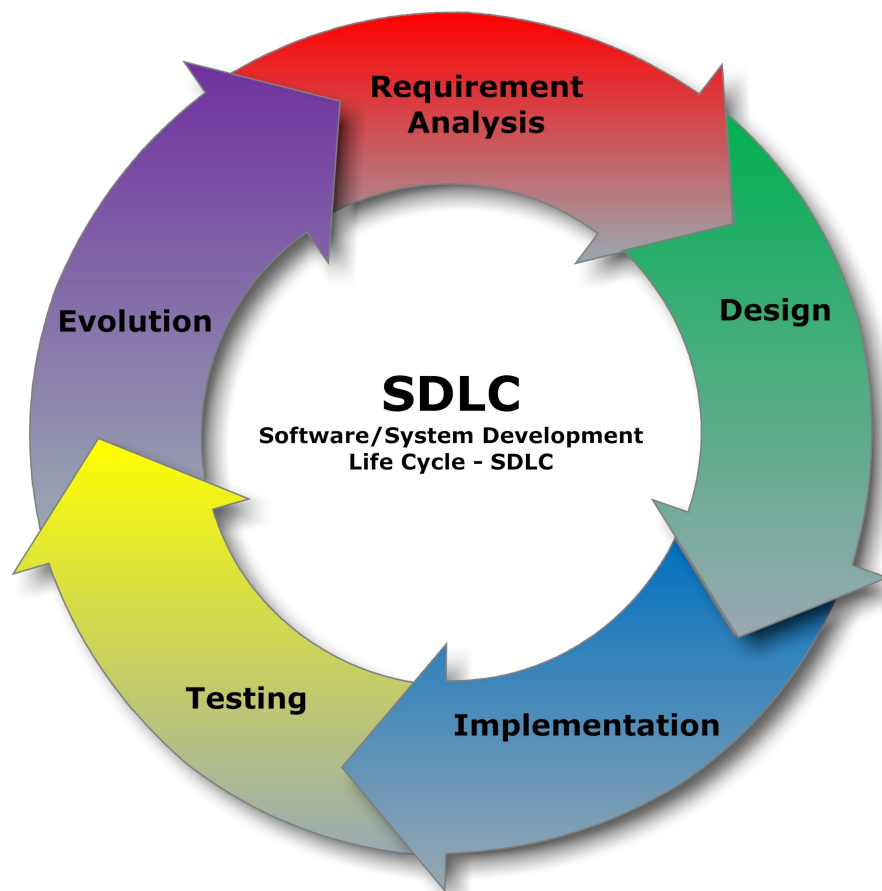 Requirement
Analysis
Design
Evolution
SDLC
Software/System Development
Life Cycle - SDLC
Testing
Implementation